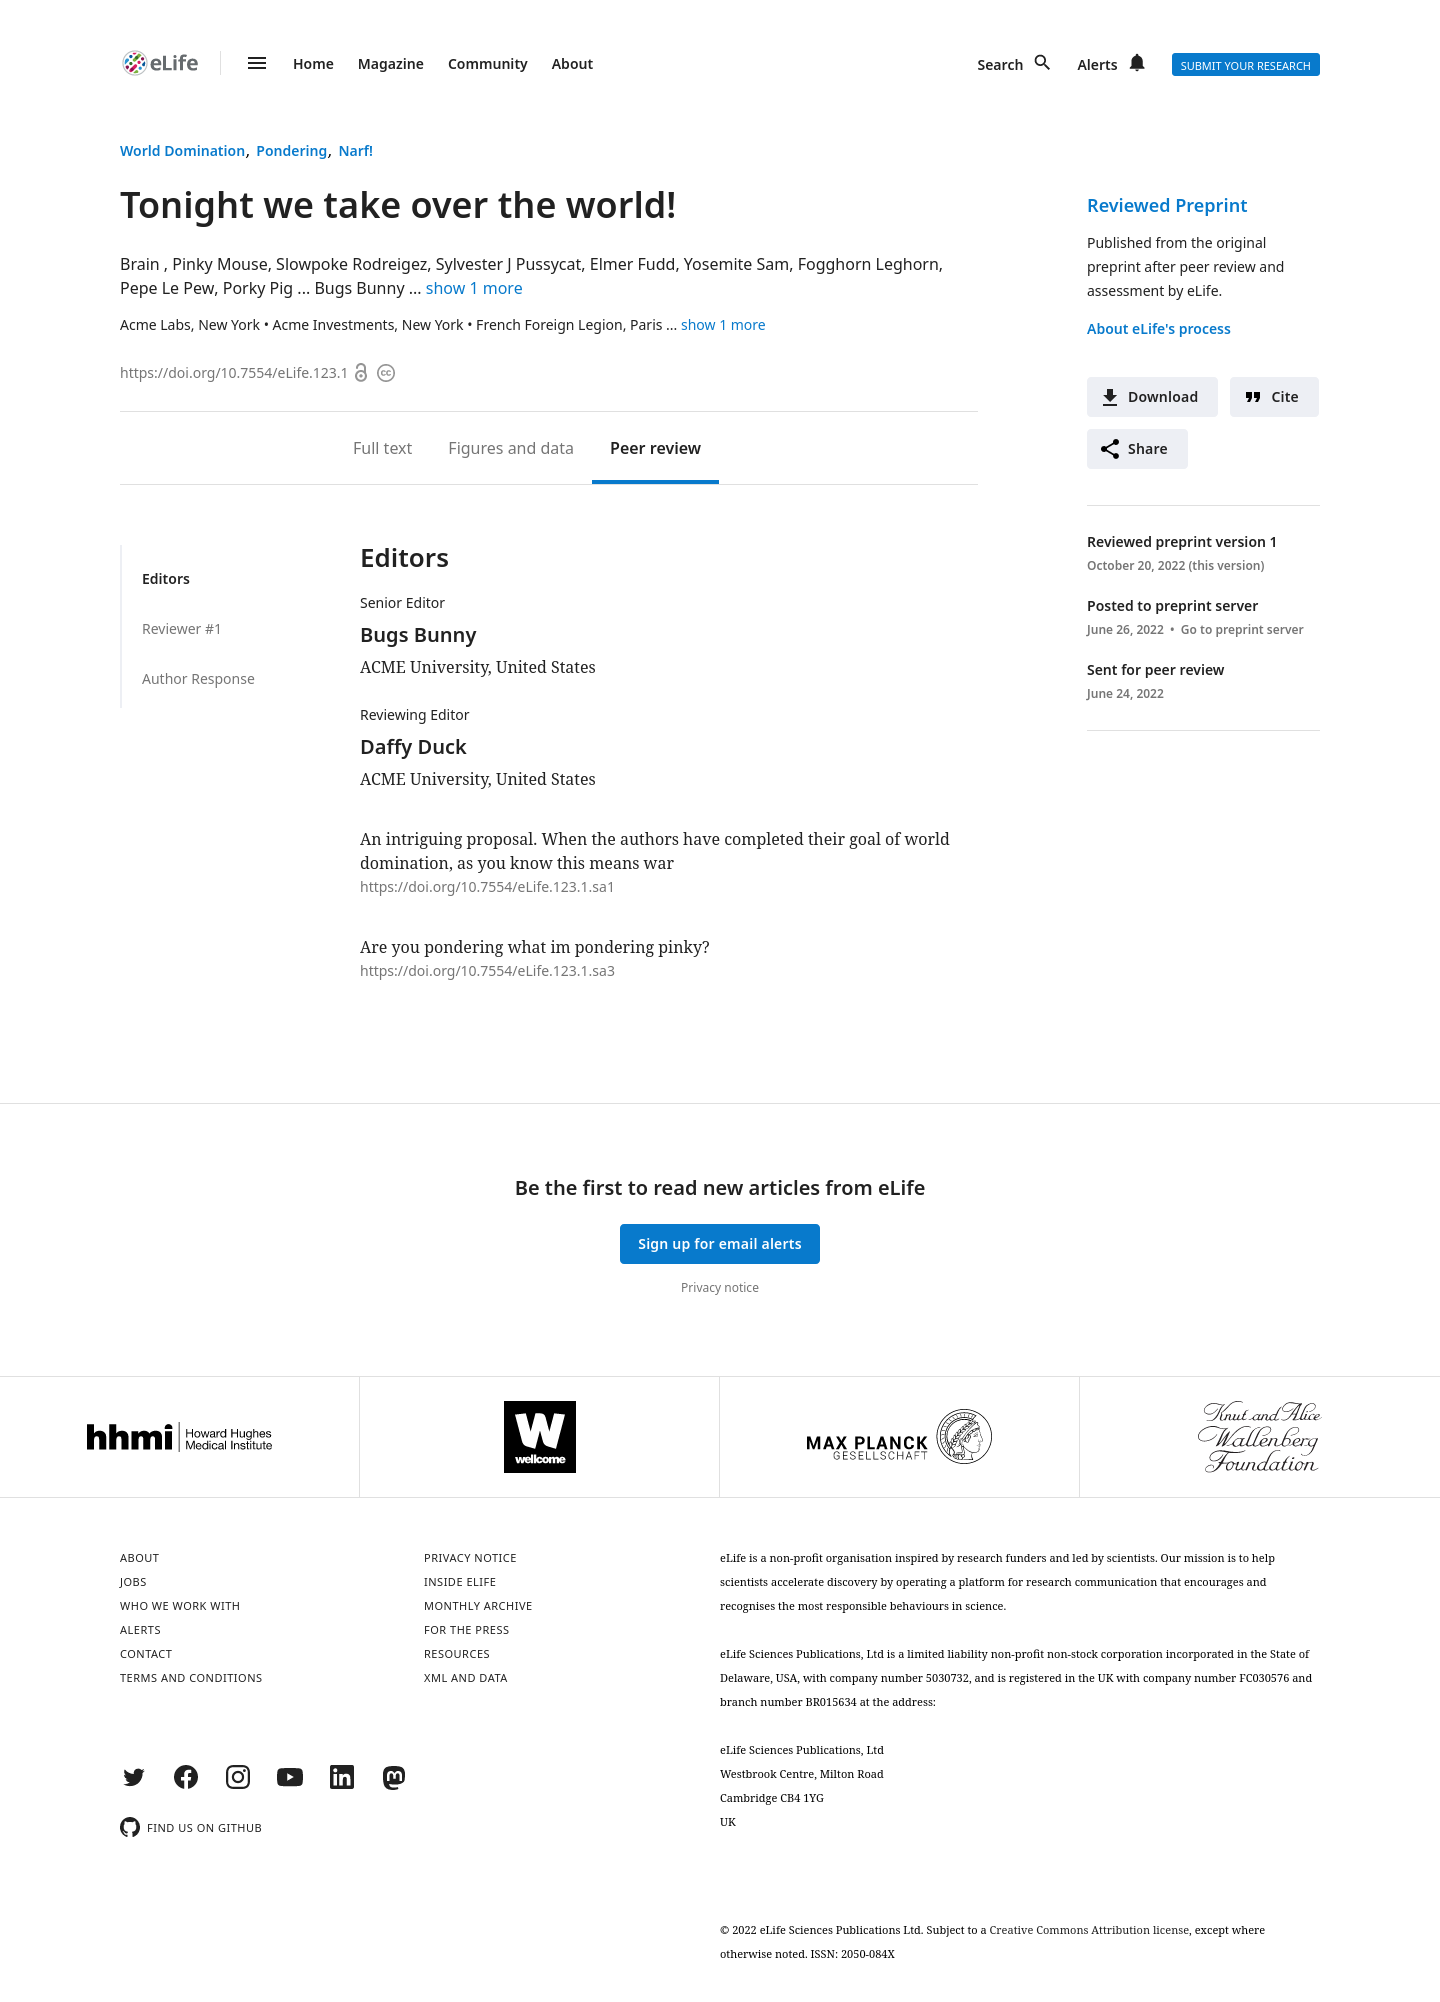 eLife
Home Magazine Community About
Search Alerts SUBMIT YOUR RESEARCH
World Domination, Pondering, Narf!
Tonight we take over the world!
Brain , Pinky Mouse, Slowpoke Rodreigez, Sylvester J Pussycat, Elmer Fudd, Yosemite Sam, Fogghorn Leghorn,
Pepe Le Pew, Porky Pig ... Bugs Bunny ... show 1 more
Acme Labs, New York • Acme Investments, New York • French Foreign Legion, Paris ... show 1 more
https://doi.org/10.7554/eLife.123.1
Full text Figures and data Peer review
Reviewed Preprint
Published from the original
preprint after peer review and
assessment by eLife.
About eLife's process
Download Cite
Share
Reviewed preprint version 1
October 20, 2022 (this version)
Posted to preprint server
June 26, 2022 • Go to preprint server
Sent for peer review
June 24, 2022
Editors
Reviewer #1
Author Response
Editors
Senior Editor
Bugs Bunny
ACME University, United States
Reviewing Editor
Daffy Duck
ACME University, United States
An intriguing proposal. When the authors have completed their goal of world
domination, as you know this means war
https://doi.org/10.7554/eLife.123.1.sa1
Are you pondering what im pondering pinky?
https://doi.org/10.7554/eLife.123.1.sa3
Be the first to read new articles from eLife
Sign up for email alerts
Privacy notice
hhmi Howard Hughes
Medical Institute
W
wellcome
MAX PLANCK
GESELLSCHAFT
Knut and Alice
Wallenberg
Foundation
ABOUT
JOBS
WHO WE WORK WITH
ALERTS
CONTACT
TERMS AND CONDITIONS
PRIVACY NOTICE
INSIDE ELIFE
MONTHLY ARCHIVE
FOR THE PRESS
RESOURCES
XML AND DATA
FIND US ON GITHUB
eLife is a non-profit organisation inspired by research funders and led by scientists. Our mission is to help
scientists accelerate discovery by operating a platform for research communication that encourages and
recognises the most responsible behaviours in science.
eLife Sciences Publications, Ltd is a limited liability non-profit non-stock corporation incorporated in the State of
Delaware, USA, with company number 5030732, and is registered in the UK with company number FC030576 and
branch number BR015634 at the address:
eLife Sciences Publications, Ltd
Westbrook Centre, Milton Road
Cambridge CB4 1YG
UK
© 2022 eLife Sciences Publications Ltd. Subject to a Creative Commons Attribution license, except where
otherwise noted. ISSN: 2050-084X